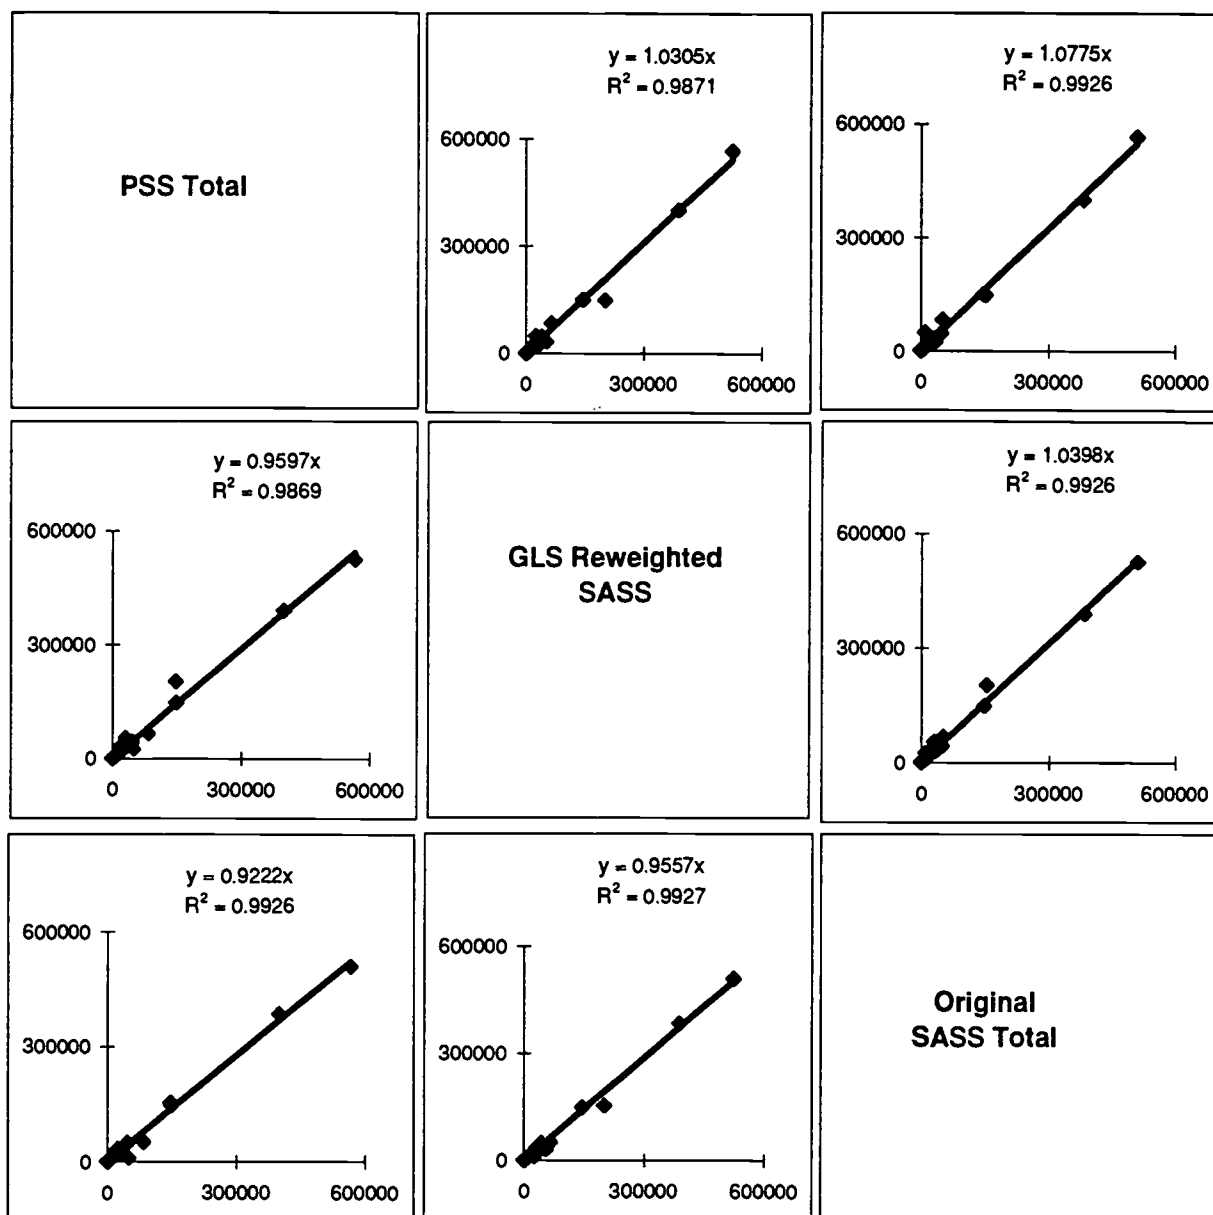 PSS Total
y = 1.0305x
R² = 0.9871
600000
300000
0
0 300000 600000
y = 1.0775x
R² = 0.9926
600000
300000
0
0 300000 600000
y = 0.9597x
R² = 0.9869
600000
300000
0
0 300000 600000
GLS Reweighted
SASS
y = 1.0398x
R² = 0.9926
600000
300000
0
0 300000 600000
y = 0.9222x
R² = 0.9926
600000
300000
0
0 300000 600000
y = 0.9557x
R² = 0.9927
600000
300000
0
0 300000 600000
Original
SASS Total